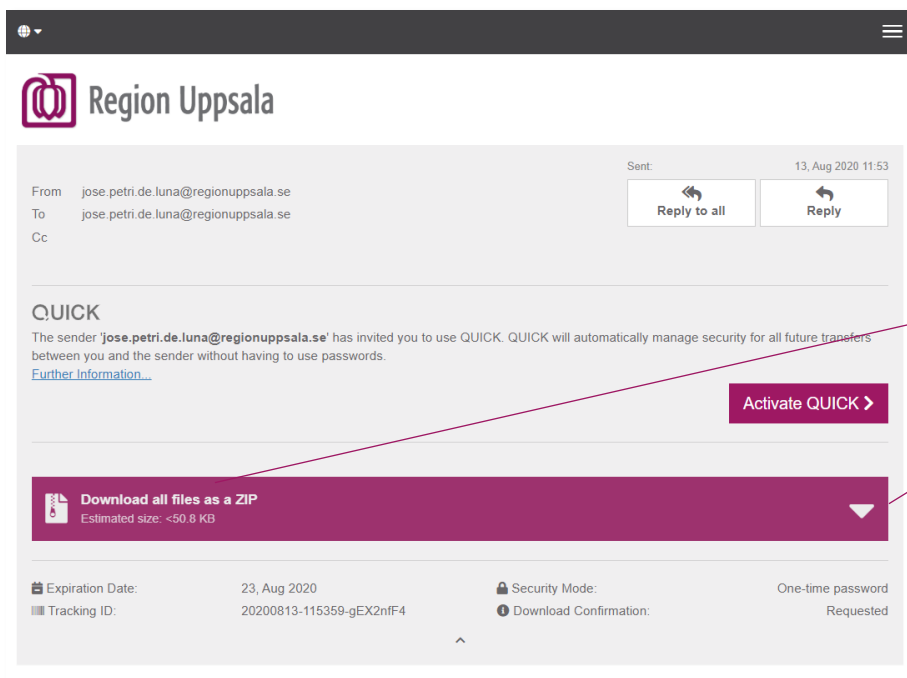 Region Uppsala
Sent: 13, Aug 2020 11:53
From jose.petri.de.luna@regionuppsala.se
To jose.petri.de.luna@regionuppsala.se
Cc
Reply to all
Reply
QUICK
The sender 'jose.petri.de.luna@regionuppsala.se' has invited you to use QUICK. QUICK will automatically manage security for all future transfers
between you and the sender without having to use passwords.
Further Information...
Activate QUICK
Download all files as a ZIP
Estimated size: <50.8 KB
Expiration Date: 23, Aug 2020 Security Mode: One-time password
Tracking ID: 20200813-115359-gEX2nfF4 Download Confirmation: Requested